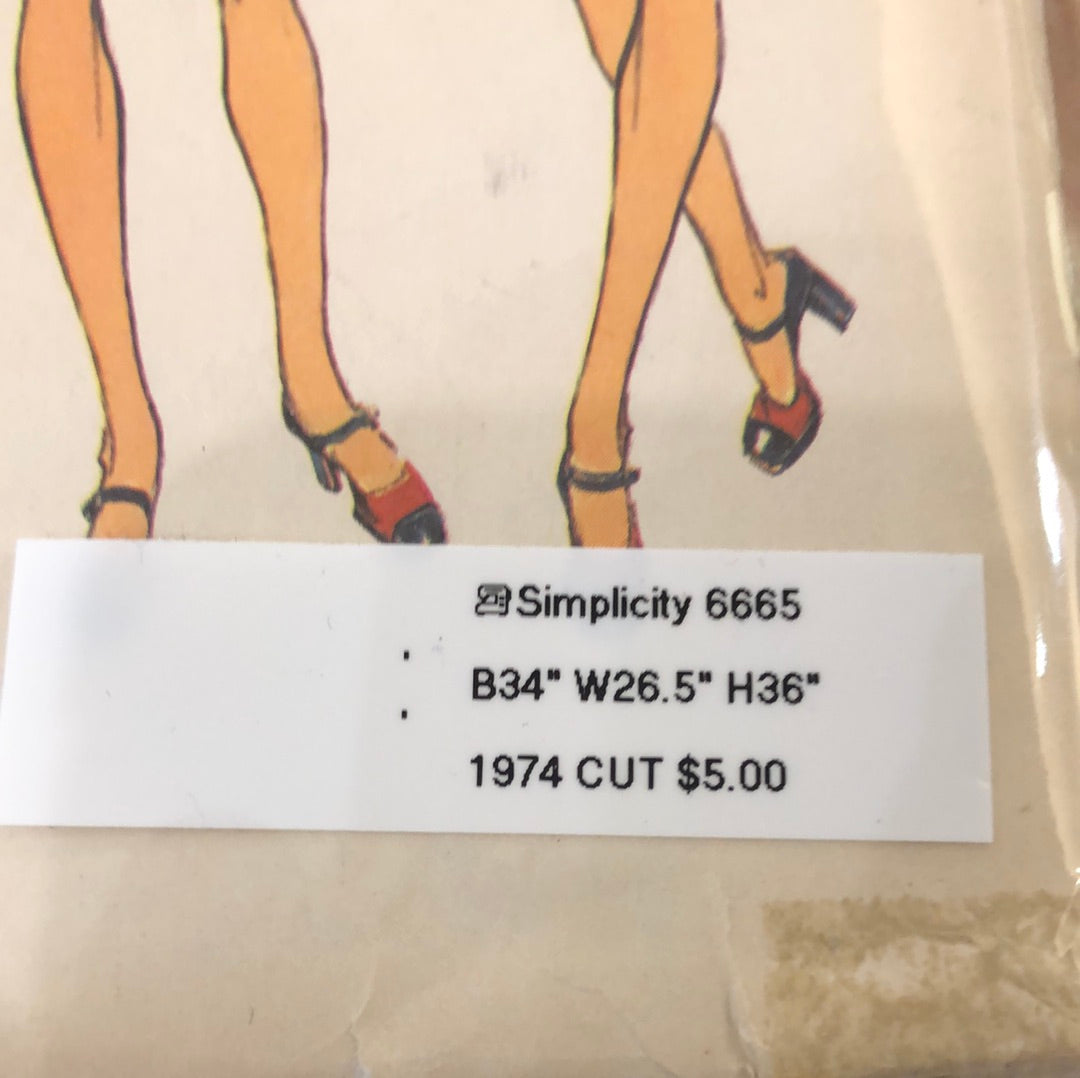 Simplicity 6665
B34" W26.5" H36"
1974 CUT $5.00